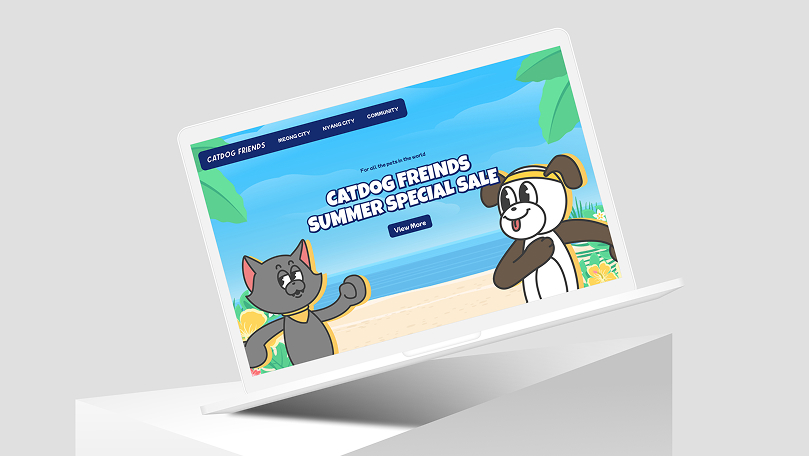 CATDOG FRIENDS MEONG CITY NYANG CITY COMMUNITY
For all the pets in the world
CATDOG FREINDS
SUMMER SPECIAL SALE
View More